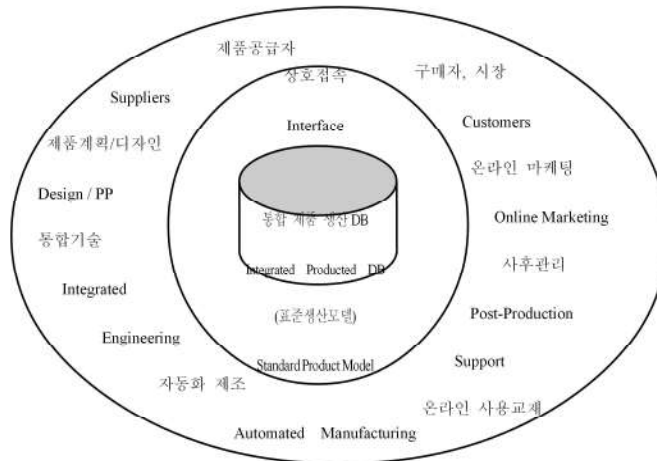 제품공급자
상호접속
구매자, 시장
Suppliers
Interface
Customers
제품계획/디자인
온라인 마케팅
Design / PP
통합 제품 생산 DB
Online Marketing
통합기술
사후관리
Integrated Producted DB
Integrated
(표준생산모델)
Post-Production
Engineering
Standard Product Model
Support
자동화 제조
온라인 사용교재
Automated Manufacturing